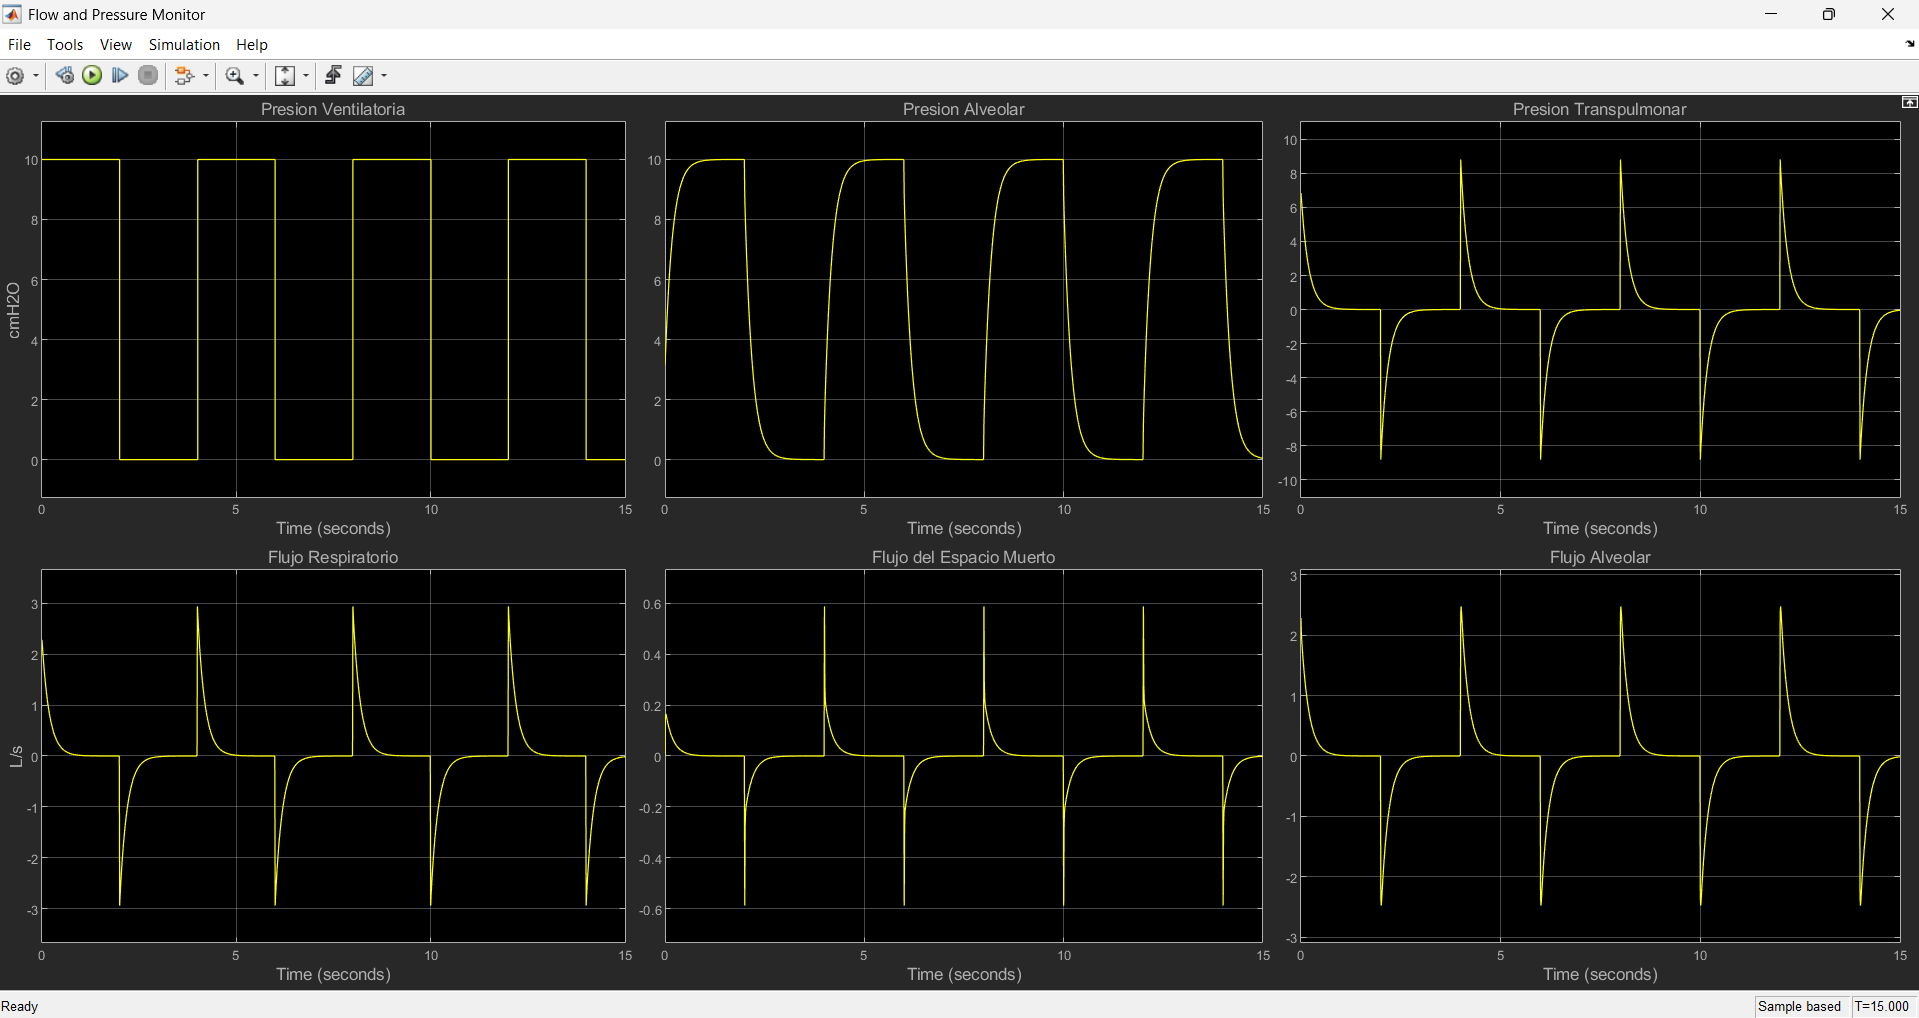 Flow and Pressure Monitor
File Tools View Simulation Help
Presion Ventilatoria
cmH2O
10
8
6
4
2
0
0 5 10 15
Time (seconds)
Presion Alveolar
10
8
6
4
2
0
0 5 10 15
Time (seconds)
Presion Transpulmonar
10
8
6
4
2
0
-2
-4
-6
-8
-10
0 5 10 15
Time (seconds)
Flujo Respiratorio
L/s
3
2
1
0
-1
-2
-3
0 5 10 15
Time (seconds)
Flujo del Espacio Muerto
0.6
0.4
0.2
0
-0.2
-0.4
-0.6
0 5 10 15
Time (seconds)
Flujo Alveolar
3
2
1
0
-1
-2
-3
0 5 10 15
Time (seconds)
Ready
Sample based T=15.000